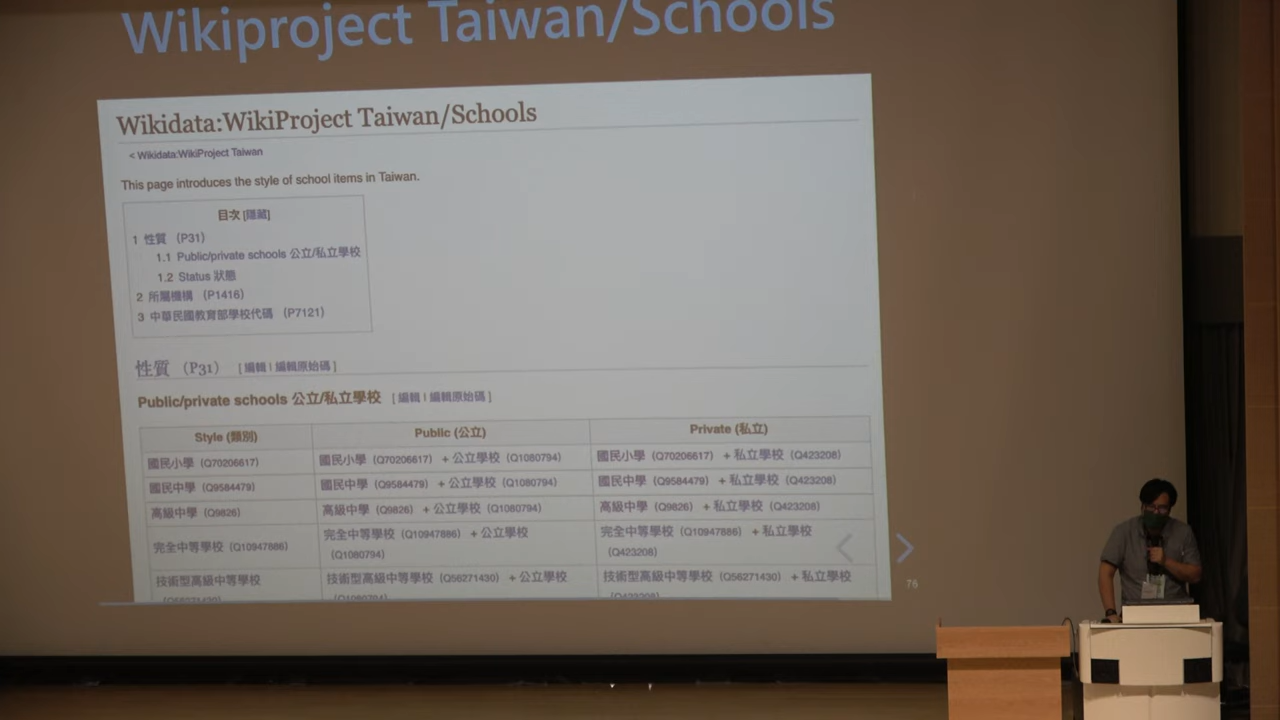 Wikiproject Taiwan/Schools
Wikidata:WikiProject Taiwan/Schools
< Wikidata:WikiProject Taiwan
This page introduces the style of school items in Taiwan.
目次 [隱藏]
1 性質 (P31)
1.1 Public/private schools 公立/私立學校
1.2 Status 狀態
2 所屬機構 (P1416)
3 中華民國教育部學校代碼 (P7121)
性質 (P31) [編輯 | 編輯原始碼]
Public/private schools 公立/私立學校 [編輯 | 編輯原始碼]
Style (類別) Public (公立) Private (私立)
國民小學 (Q70206617) 國民小學 (Q70206617) + 公立學校 (Q1080794) 國民小學 (Q70206617) + 私立學校 (Q423208)
國民中學 (Q9584479) 國民中學 (Q9584479) + 公立學校 (Q1080794) 國民中學 (Q9584479) + 私立學校 (Q423208)
高級中學 (Q9826) 高級中學 (Q9826) + 公立學校 (Q1080794) 高級中學 (Q9826) + 私立學校 (Q423208)
完全中等學校 (Q10947886) 完全中等學校 (Q10947886) + 公立學校 完全中等學校 (Q10947886) + 私立學校
(Q1080794) (Q423208)
技術型高級中等學校 技術型高級中等學校 (Q56271430) + 公立學校 技術型高級中等學校 (Q56271430) + 私立學校
(Q56271430) (Q1080794) (Q423208)
76